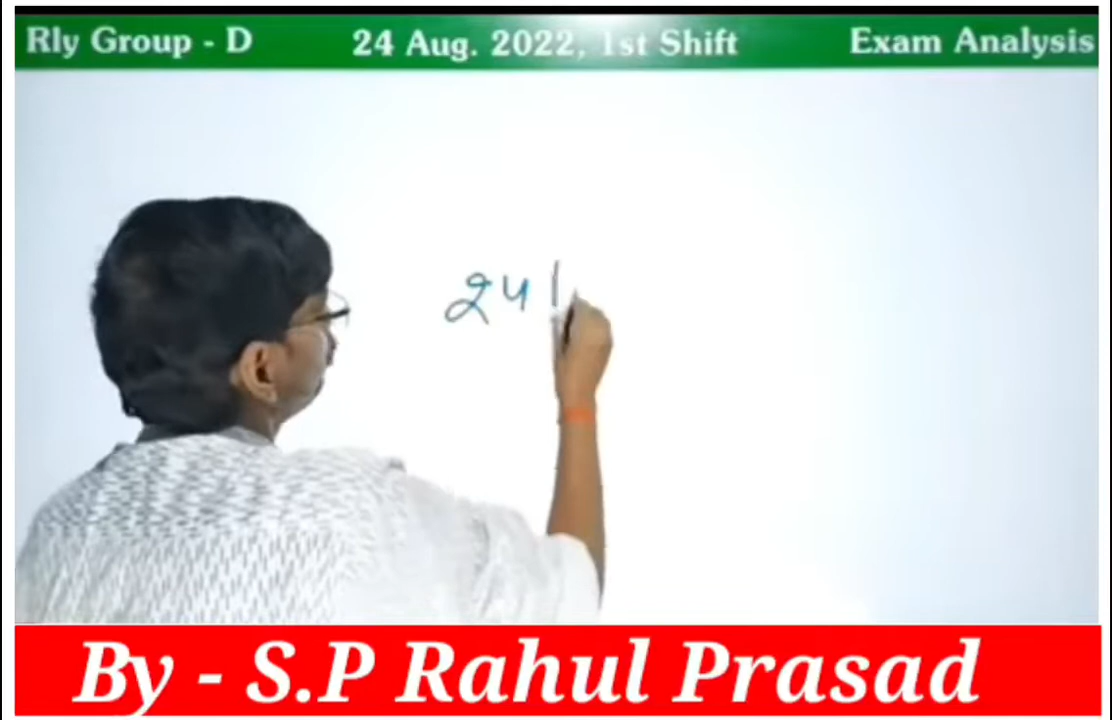 Rly Group - D 24 Aug. 2022, 1st Shift Exam Analysis
24
By - S.P Rahul Prasad